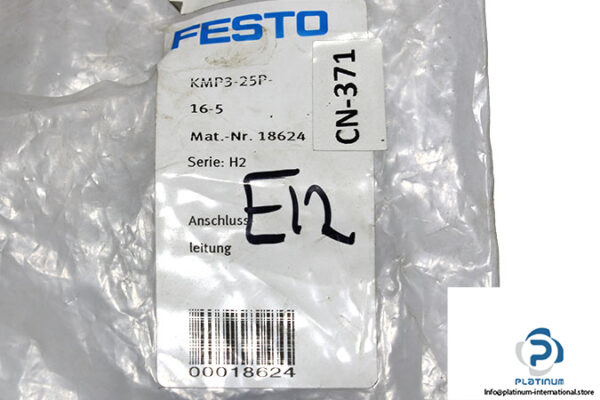 FESTO
KMP3-25P-
16-5
Mat.-Nr. 18624
Serie: H2
Anschluss
leitung
00018624
CN-371
E12
PLATINUM
Info@platinum-international.store